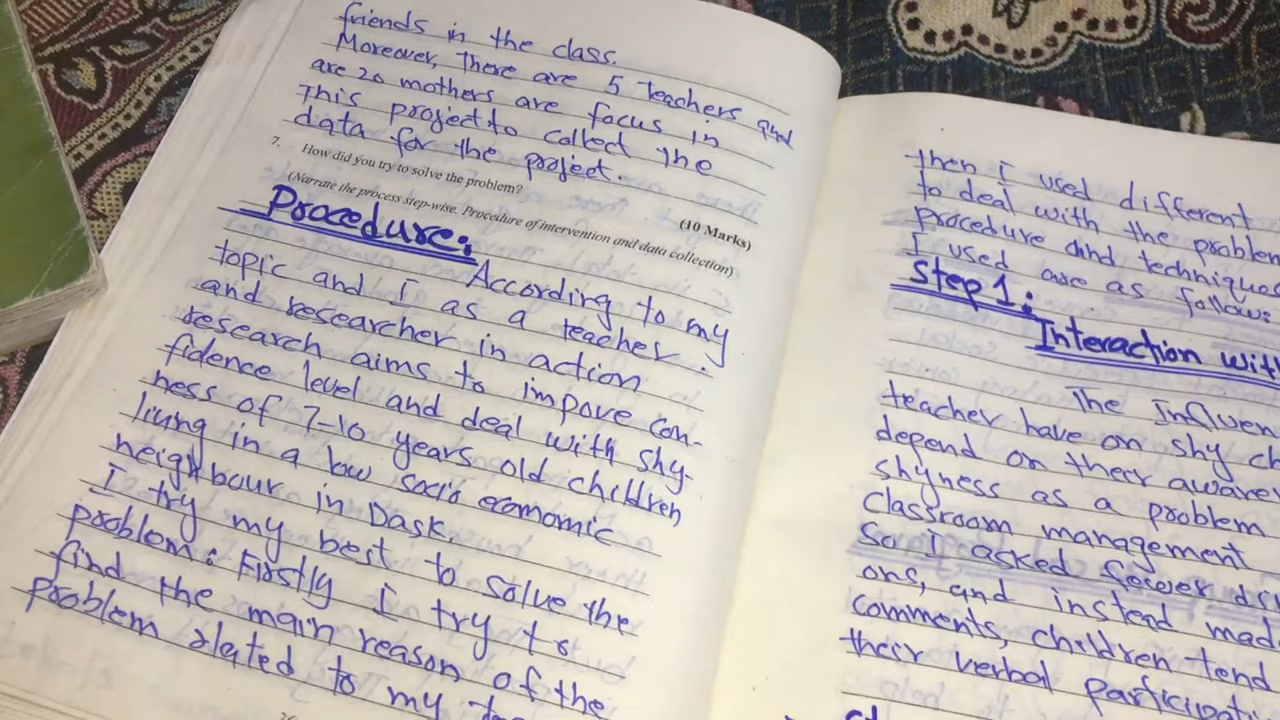 friends in the class.
Moreover, There are 5 Teachers and
are 20 mothers are focus in
This project to collect the
data for the project.
7. How did you try to solve the problem?
(10 Marks)
(Narrate the process step-wise. Procedure of intervention and data collection)
Procedure:
According to my
topic and I as a teacher.
and researcher in action
research aims to impove con-
fidence level and deal with shy-
ness of 7-10 years old children
living in a low socio economic
neighbour in Dask.
I try my best to solve the
problem: Firstly I try to
find the main reason of the
problem slated to my
then I used different
to deal with the problem
procedure and techniques
I used are as follow:
Step 1:
Interaction with
The Influen
teacher have on shy ch
depend on theer awaren
shyness as a problem
Classroom management
So I asked fewer
ons, and instead mad
comments, children tend
their verbal participati